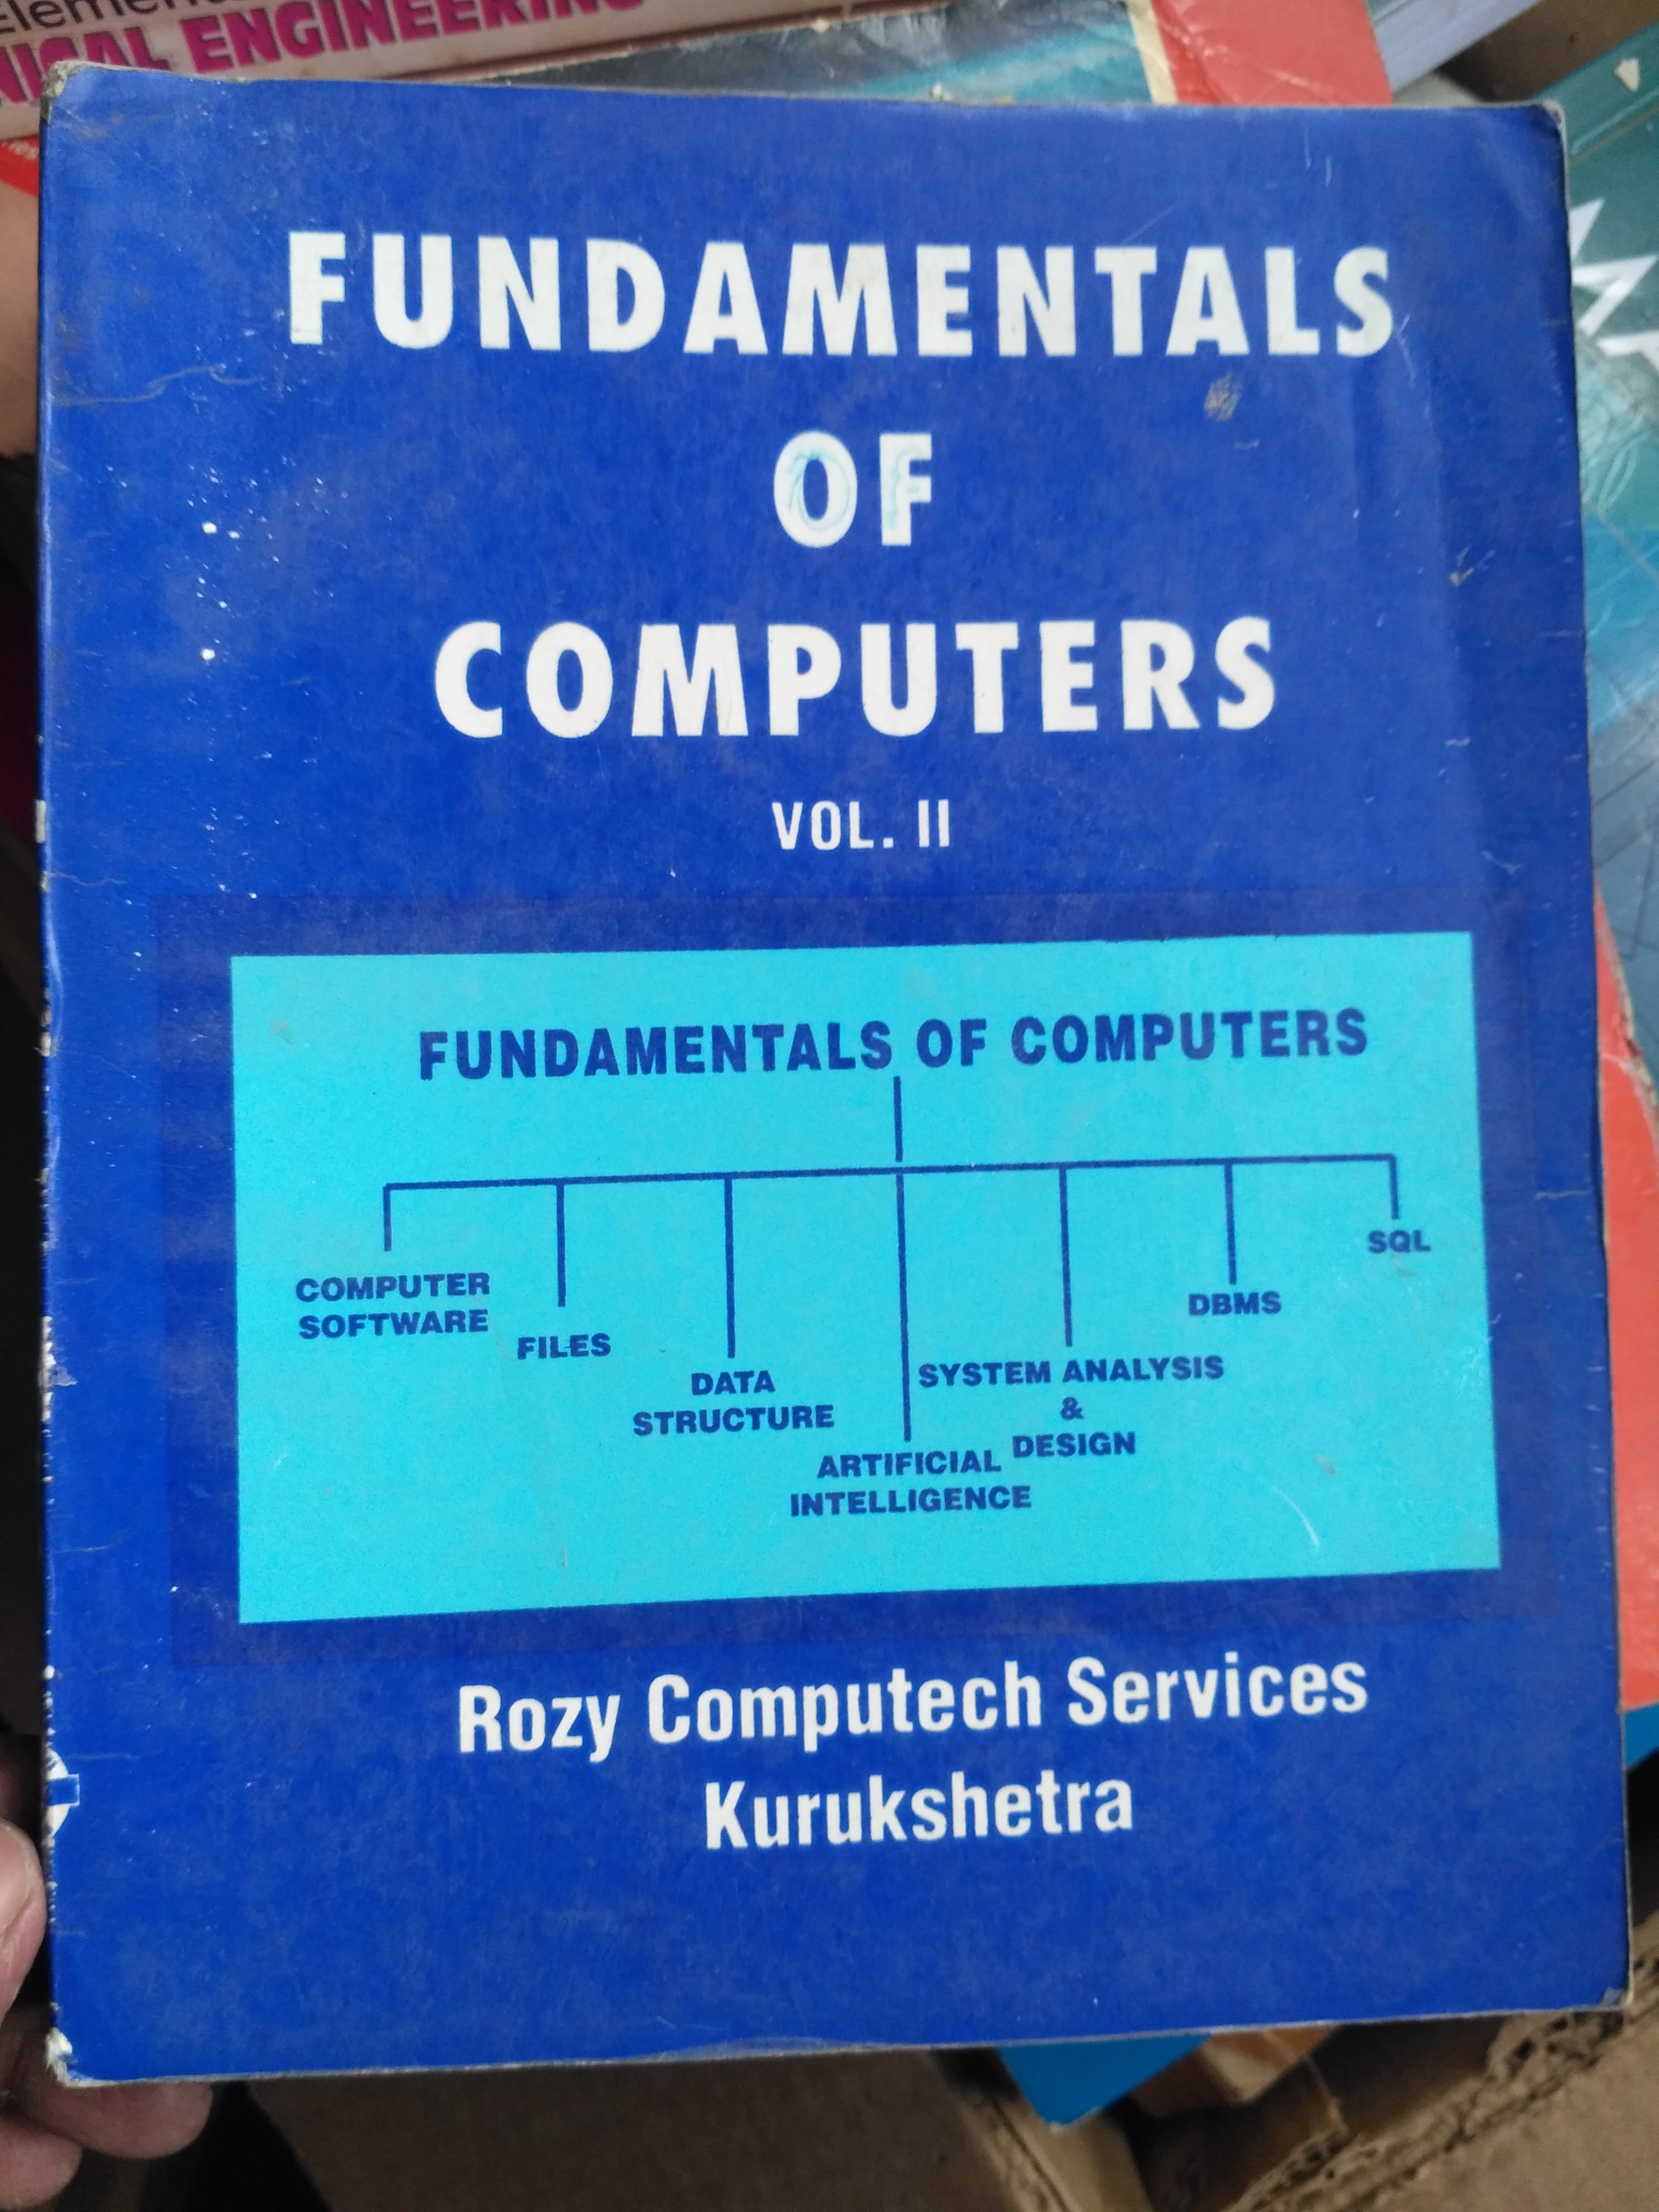 NICAL ENGINEERING
FUNDAMENTALS
OF
COMPUTERS
VOL. II
FUNDAMENTALS OF COMPUTERS
COMPUTER
SOFTWARE
FILES
DATA
STRUCTURE
ARTIFICIAL
INTELLIGENCE
SYSTEM ANALYSIS
&
DESIGN
DBMS
SQL
Rozy Computech Services
Kurukshetra